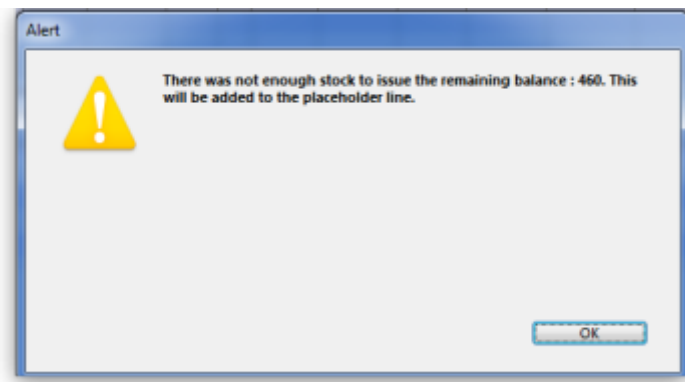 Alert
There was not enough stock to issue the remaining balance : 460. This
will be added to the placeholder line.
OK